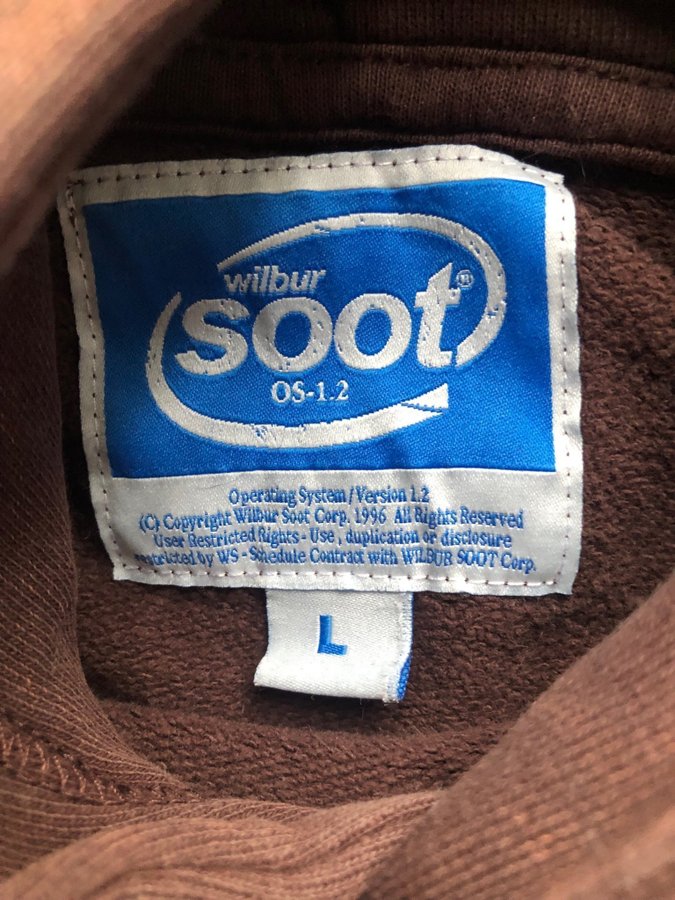 wilbur
soot®
OS-1.2
Operating System/Version 1.2
(C) Copyright Wilbur Soot Corp. 1996 All Rights Reserved
User Restricted Rights - Use, duplication or disclosure
restricted by WS - Shedule Contract with WILBUR SOOT Corp.
L